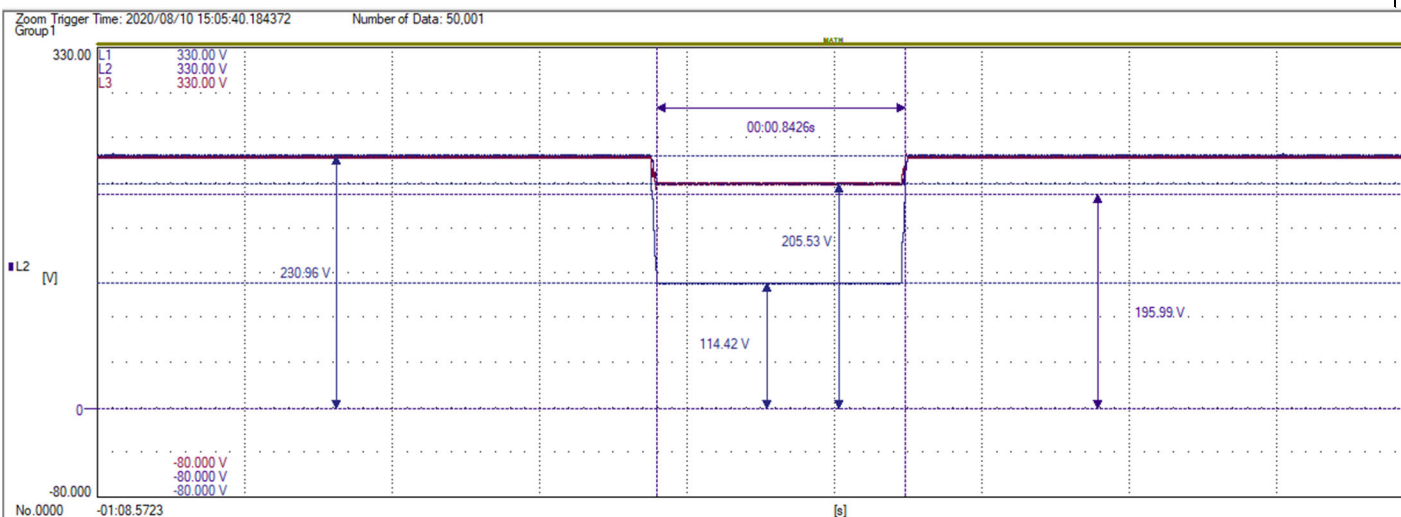 Zoom Trigger Time: 2020/08/10 15:05:40.184372 Number of Data: 50,001
Group1
MATH
330.00 L1 330.00 V
L2 330.00 V
L3 330.00 V
00:00.8426s
205.53 V
L2 [V] 230.96 V
195.99 V
114.42 V
0
-80.000 V
-80.000 V
-80.000 -80.000 V
No.0000 -01:08.5723 [s]